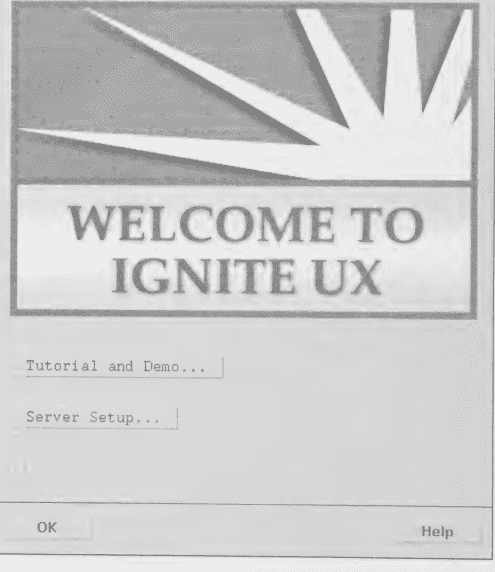 WELCOME TO
IGNITE UX
Tutorial and Demo...
Server Setup...
OK
Help